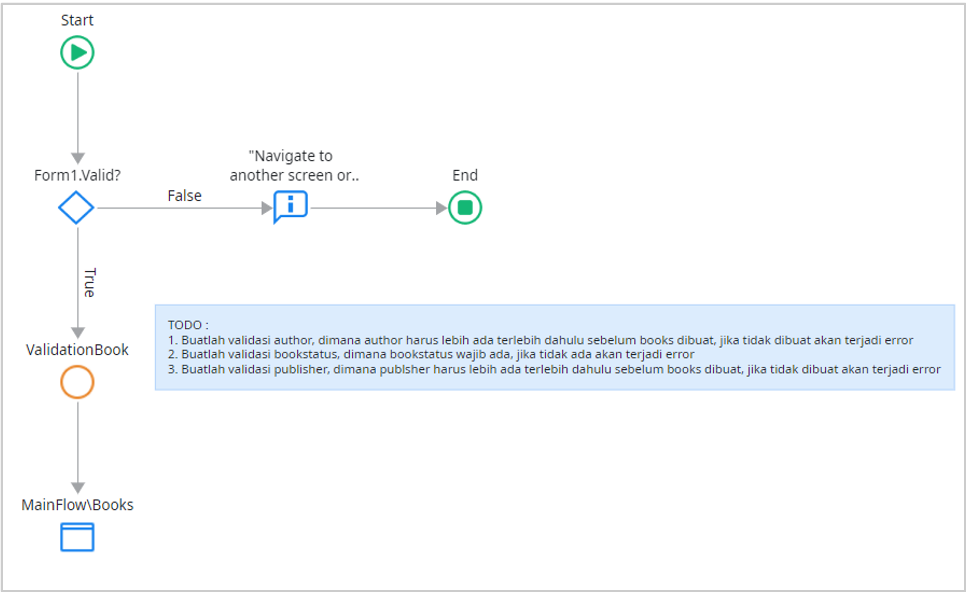 Start
"Navigate to
another screen or..
Form1.Valid?
End
False
True
TODO :
1. Buatlah validasi author, dimana author harus lebih ada terlebih dahulu sebelum books dibuat, jika tidak dibuat akan terjadi error
2. Buatlah validasi bookstatus, dimana bookstatus wajib ada, jika tidak ada akan terjadi error
3. Buatlah validasi publisher, dimana publsher harus lebih ada terlebih dahulu sebelum books dibuat, jika tidak dibuat akan terjadi error
ValidationBook
MainFlow\Books